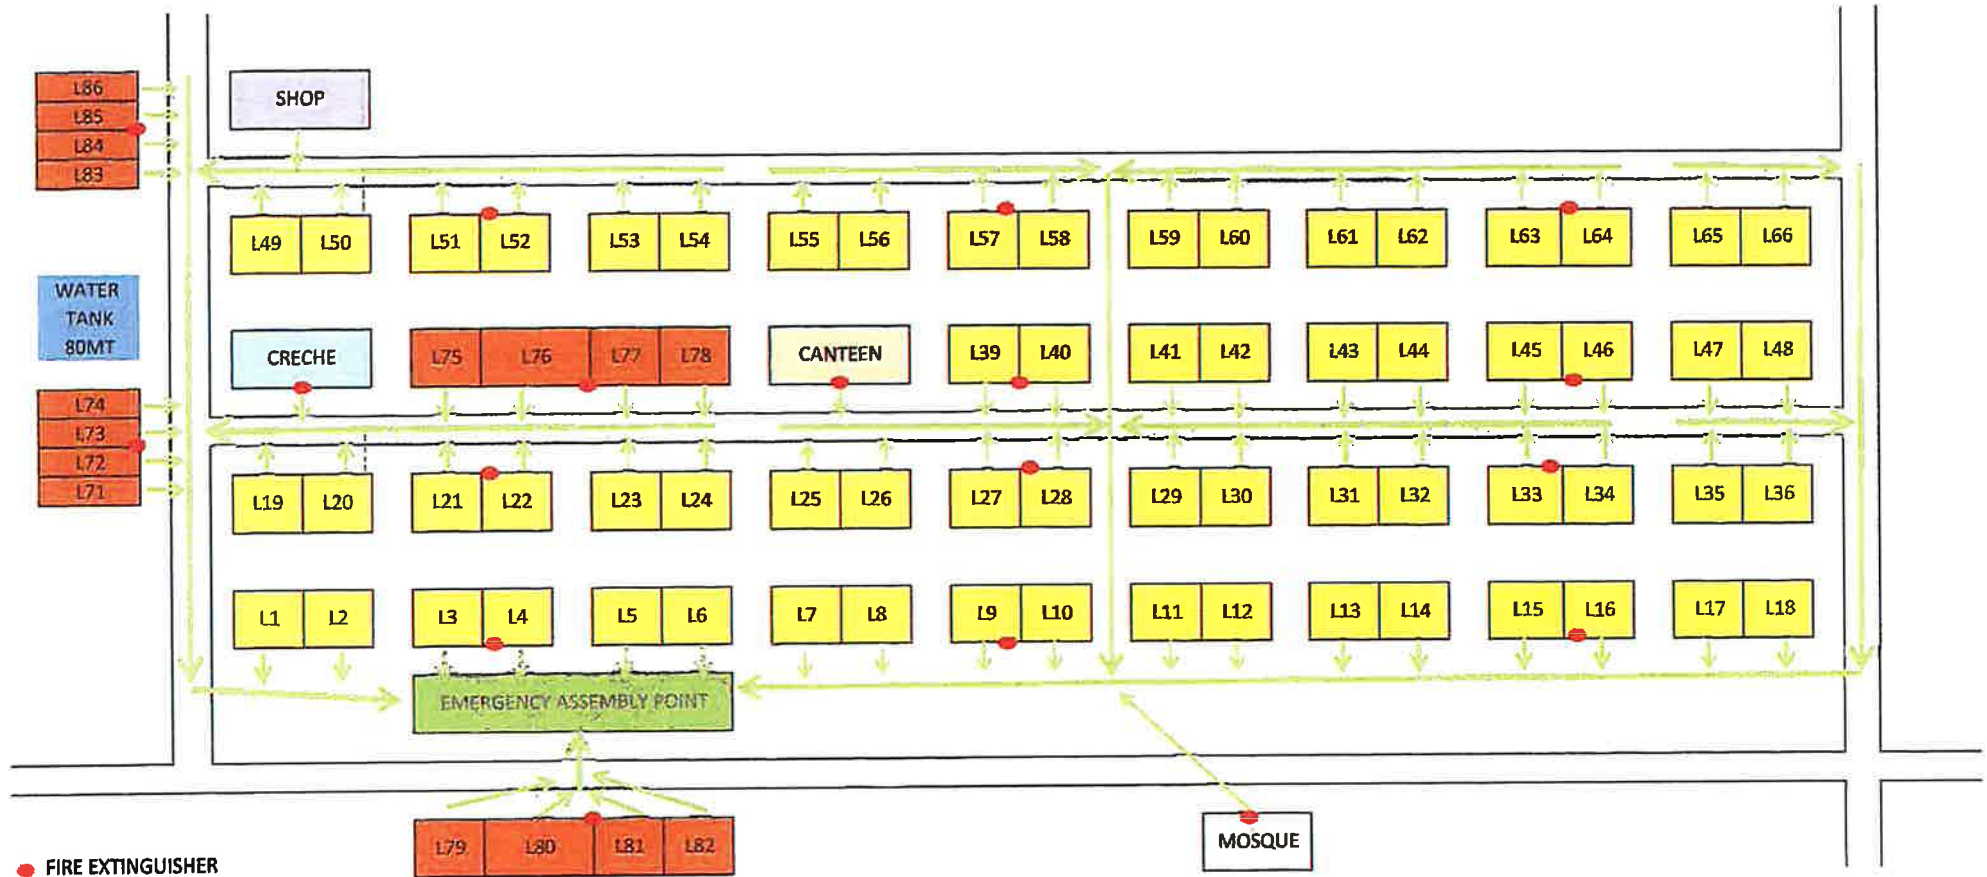 L86
L85
L84
L83
SHOP
L49 L50 L51 L52 L53 L54 L55 L56 L57 L58 L59 L60 L61 L62 L63 L64 L65 L66
WATER
TANK
80MT
CRECHE L75 L76 L77 L78 CANTEEN L39 L40 L41 L42 L43 L44 L45 L46 L47 L48
L74
L73
L72
L71
L19 L20 L21 L22 L23 L24 L25 L26 L27 L28 L29 L30 L31 L32 L33 L34 L35 L36
L1 L2 L3 L4 L5 L6 L7 L8 L9 L10 L11 L12 L13 L14 L15 L16 L17 L18
EMERGENCY ASSEMBLY POINT
L79 L80 L81 L82 MOSQUE
FIRE EXTINGUISHER